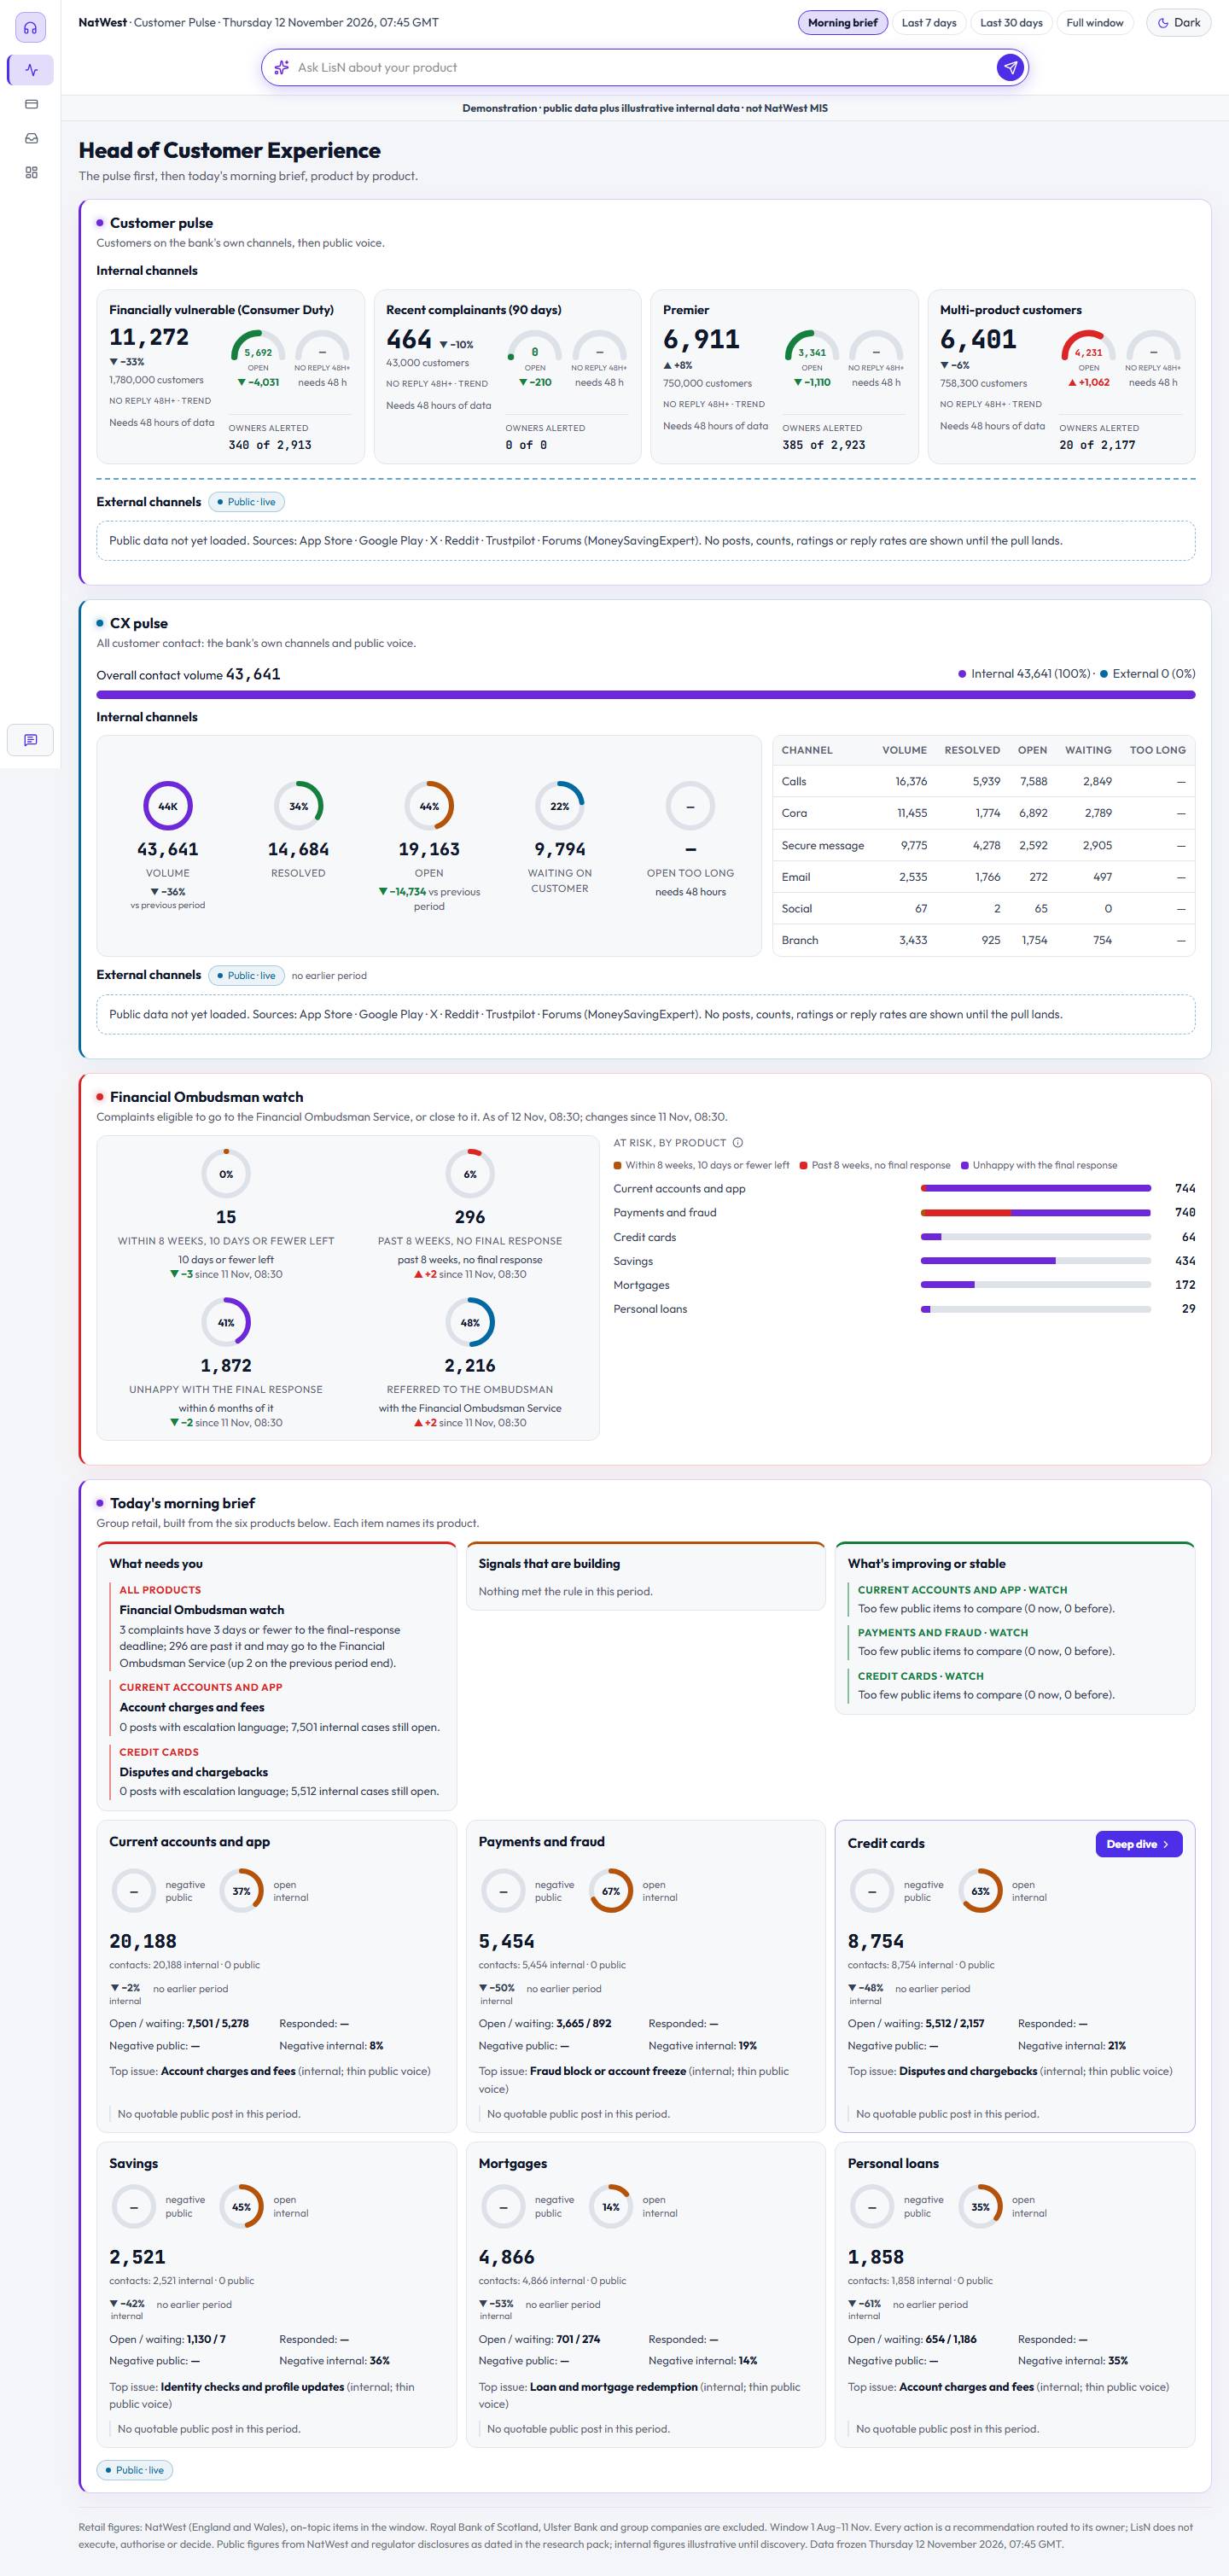 NatWest · Customer Pulse · Thursday 12 November 2026, 07:45 GMT
Morning brief
Last 7 days
Last 30 days
Full window
Dark
Ask LisN about your product
Demonstration · public data plus illustrative internal data · not NatWest MIS
Head of Customer Experience
The pulse first, then today's morning brief, product by product.
Customer pulse
Customers on the bank's own channels, then public voice.
Internal channels
Financially vulnerable (Consumer Duty)
11,272
▼ −33%
1,780,000 customers
NO REPLY 48H+ · TREND
Needs 48 hours of data
5,692
OPEN
▼ −4,031
–
NO REPLY 48H+
needs 48 h
OWNERS ALERTED
340 of 2,913
Recent complainants (90 days)
464 ▼ −10%
43,000 customers
NO REPLY 48H+ · TREND
Needs 48 hours of data
0
OPEN
▼ −210
–
NO REPLY 48H+
needs 48 h
OWNERS ALERTED
0 of 0
Premier
6,911
▲ +8%
750,000 customers
NO REPLY 48H+ · TREND
Needs 48 hours of data
3,341
OPEN
▼ −1,110
–
NO REPLY 48H+
needs 48 h
OWNERS ALERTED
385 of 2,923
Multi-product customers
6,401
▼ −6%
758,300 customers
NO REPLY 48H+ · TREND
Needs 48 hours of data
4,231
OPEN
▲ +1,062
–
NO REPLY 48H+
needs 48 h
OWNERS ALERTED
20 of 2,177
External channels
Public · live
Public data not yet loaded. Sources: App Store · Google Play · X · Reddit · Trustpilot · Forums (MoneySavingExpert). No posts, counts, ratings or reply rates are shown until the pull lands.
CX pulse
All customer contact: the bank's own channels and public voice.
Overall contact volume 43,641
Internal 43,641 (100%) · External 0 (0%)
Internal channels
44K
43,641
VOLUME
▼ −36%
vs previous period
34%
14,684
RESOLVED
44%
19,163
OPEN
▼ −14,734 vs previous
period
22%
9,794
WAITING ON
CUSTOMER
–
–
OPEN TOO LONG
needs 48 hours
CHANNEL VOLUME RESOLVED OPEN WAITING TOO LONG
Calls 16,376 5,939 7,588 2,849 —
Cora 11,455 1,774 6,892 2,789 —
Secure message 9,775 4,278 2,592 2,905 —
Email 2,535 1,766 272 497 —
Social 67 2 65 0 —
Branch 3,433 925 1,754 754 —
External channels
Public · live
no earlier period
Public data not yet loaded. Sources: App Store · Google Play · X · Reddit · Trustpilot · Forums (MoneySavingExpert). No posts, counts, ratings or reply rates are shown until the pull lands.
Financial Ombudsman watch
Complaints eligible to go to the Financial Ombudsman Service, or close to it. As of 12 Nov, 08:30; changes since 11 Nov, 08:30.
0%
15
WITHIN 8 WEEKS, 10 DAYS OR FEWER LEFT
10 days or fewer left
▼ −3 since 11 Nov, 08:30
6%
296
PAST 8 WEEKS, NO FINAL RESPONSE
past 8 weeks, no final response
▲ +2 since 11 Nov, 08:30
41%
1,872
UNHAPPY WITH THE FINAL RESPONSE
within 6 months of it
▼ −2 since 11 Nov, 08:30
48%
2,216
REFERRED TO THE OMBUDSMAN
with the Financial Ombudsman Service
▲ +2 since 11 Nov, 08:30
AT RISK, BY PRODUCT
Within 8 weeks, 10 days or fewer left
Past 8 weeks, no final response
Unhappy with the final response
Current accounts and app 744
Payments and fraud 740
Credit cards 64
Savings 434
Mortgages 172
Personal loans 29
Today's morning brief
Group retail, built from the six products below. Each item names its product.
What needs you
ALL PRODUCTS
Financial Ombudsman watch
3 complaints have 3 days or fewer to the final-response
deadline; 296 are past it and may go to the Financial
Ombudsman Service (up 2 on the previous period end).
CURRENT ACCOUNTS AND APP
Account charges and fees
0 posts with escalation language; 7,501 internal cases still open.
CREDIT CARDS
Disputes and chargebacks
0 posts with escalation language; 5,512 internal cases still open.
Signals that are building
Nothing met the rule in this period.
What's improving or stable
CURRENT ACCOUNTS AND APP · WATCH
Too few public items to compare (0 now, 0 before).
PAYMENTS AND FRAUD · WATCH
Too few public items to compare (0 now, 0 before).
CREDIT CARDS · WATCH
Too few public items to compare (0 now, 0 before).
Current accounts and app
–
negative
public
37%
open
internal
20,188
contacts: 20,188 internal · 0 public
▼ −2%
internal
no earlier period
Open / waiting: 7,501 / 5,278
Responded: —
Negative public: —
Negative internal: 8%
Top issue: Account charges and fees (internal; thin public voice)
No quotable public post in this period.
Payments and fraud
–
negative
public
67%
open
internal
5,454
contacts: 5,454 internal · 0 public
▼ −50%
internal
no earlier period
Open / waiting: 3,665 / 892
Responded: —
Negative public: —
Negative internal: 19%
Top issue: Fraud block or account freeze (internal; thin public
voice)
No quotable public post in this period.
Credit cards
Deep dive
–
negative
public
63%
open
internal
8,754
contacts: 8,754 internal · 0 public
▼ −48%
internal
no earlier period
Open / waiting: 5,512 / 2,157
Responded: —
Negative public: —
Negative internal: 21%
Top issue: Disputes and chargebacks (internal; thin public voice)
No quotable public post in this period.
Savings
–
negative
public
45%
open
internal
2,521
contacts: 2,521 internal · 0 public
▼ −42%
internal
no earlier period
Open / waiting: 1,130 / 7
Responded: —
Negative public: —
Negative internal: 36%
Top issue: Identity checks and profile updates (internal; thin
public voice)
No quotable public post in this period.
Mortgages
–
negative
public
14%
open
internal
4,866
contacts: 4,866 internal · 0 public
▼ −53%
internal
no earlier period
Open / waiting: 701 / 274
Responded: —
Negative public: —
Negative internal: 14%
Top issue: Loan and mortgage redemption (internal; thin public
voice)
No quotable public post in this period.
Personal loans
–
negative
public
35%
open
internal
1,858
contacts: 1,858 internal · 0 public
▼ −61%
internal
no earlier period
Open / waiting: 654 / 1,186
Responded: —
Negative public: —
Negative internal: 35%
Top issue: Account charges and fees (internal; thin public voice)
No quotable public post in this period.
Public · live
Retail figures: NatWest (England and Wales), on-topic items in the window. Royal Bank of Scotland, Ulster Bank and group companies are excluded. Window 1 Aug–11 Nov. Every action is a recommendation routed to its owner; LisN does not
execute, authorise or decide. Public figures from NatWest and regulator disclosures as dated in the research pack; internal figures illustrative until discovery. Data frozen Thursday 12 November 2026, 07:45 GMT.